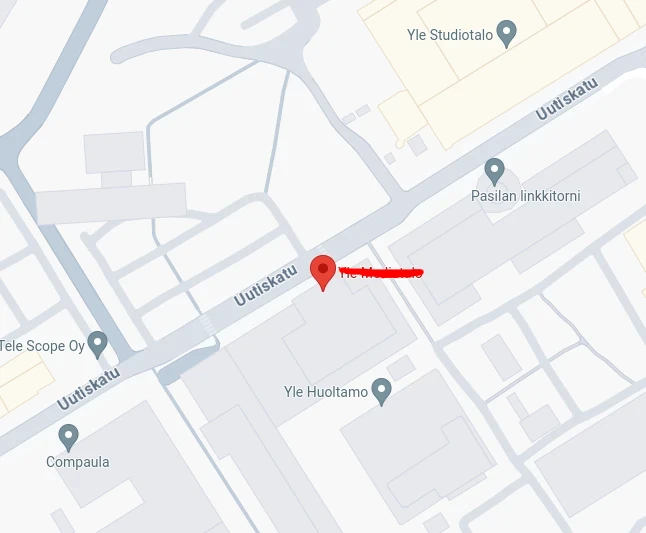 Yle Studiotalo
Uutiskatu
Pasilan linkkitorni
Uutiskatu
Tele Scope Oy
Yle Huoltamo
Uutiskatu
Compaula